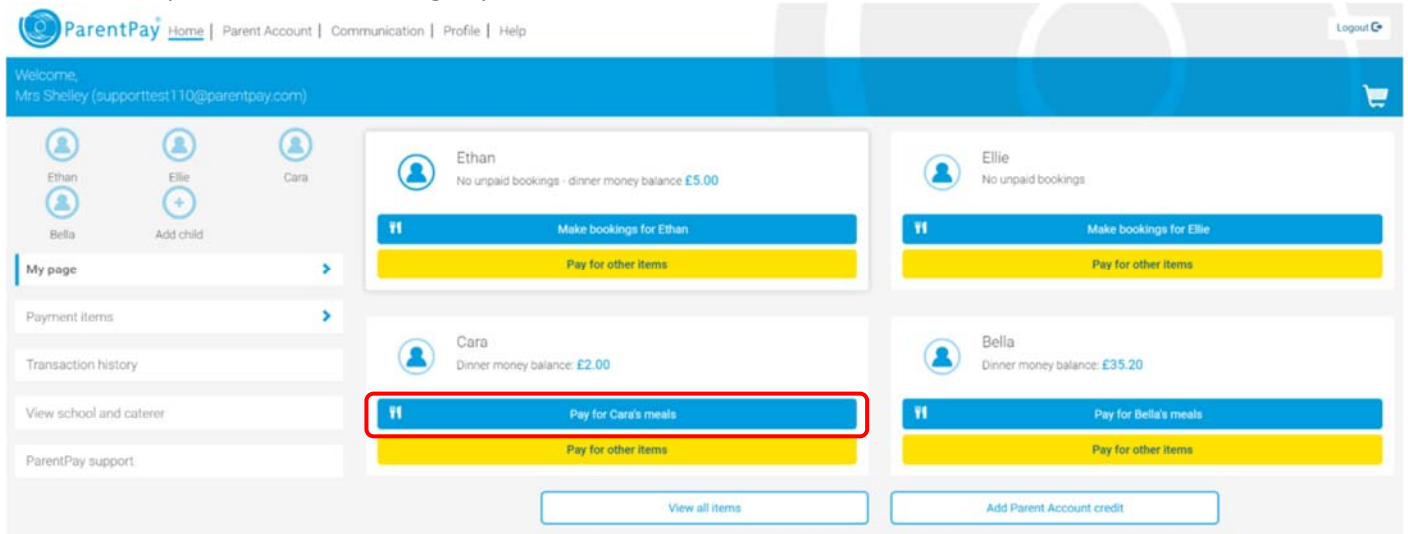 ParentPay Home | Parent Account | Communication | Profile | Help
Logout
Welcome,
Mrs Shelley (supporttest110@parentpay.com)
Ethan Ellie Cara
Bella Add child
My page
Payment items
Transaction history
View school and caterer
ParentPay support
Ethan
No unpaid bookings - dinner money balance £5.00
Make bookings for Ethan
Pay for other items
Ellie
No unpaid bookings
Make bookings for Ellie
Pay for other items
Cara
Dinner money balance: £2.00
Pay for Cara's meals
Pay for other items
Bella
Dinner money balance: £35.20
Pay for Bella's meals
Pay for other items
View all items
Add Parent Account credit